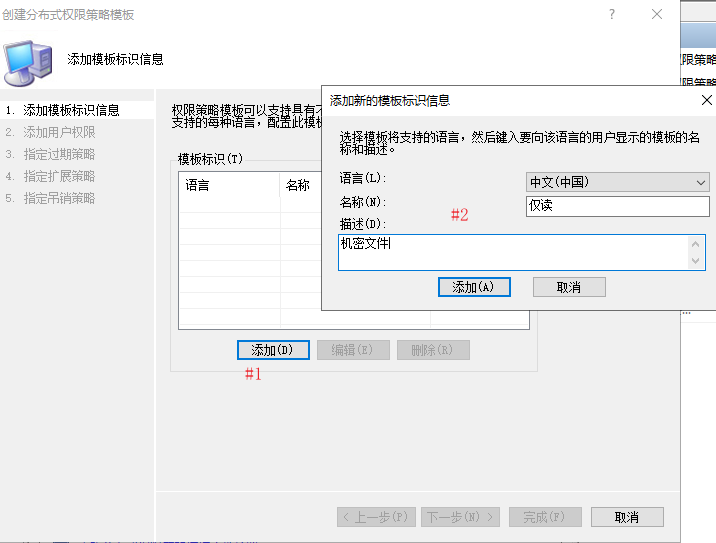 创建分布式权限策略模板
添加模板标识信息
1. 添加模板标识信息
2. 添加用户权限
3. 指定过期策略
4. 指定扩展策略
5. 指定吊销策略
权限策略模板可以支持具有
支持的每种语言，配置此模
模板标识(T)
语言
名称
添加(D)
编辑(E)
删除(R)
#1
添加新的模板标识信息
选择模板将支持的语言，然后键入要向该语言的用户显示的模板的名
称和描述。
语言(L):
中文(中国)
名称(N):
仅读
#2
描述(D):
机密文件
添加(A)
取消
< 上一步(P)
下一步(N) >
完成(F)
取消
限策略
限策略